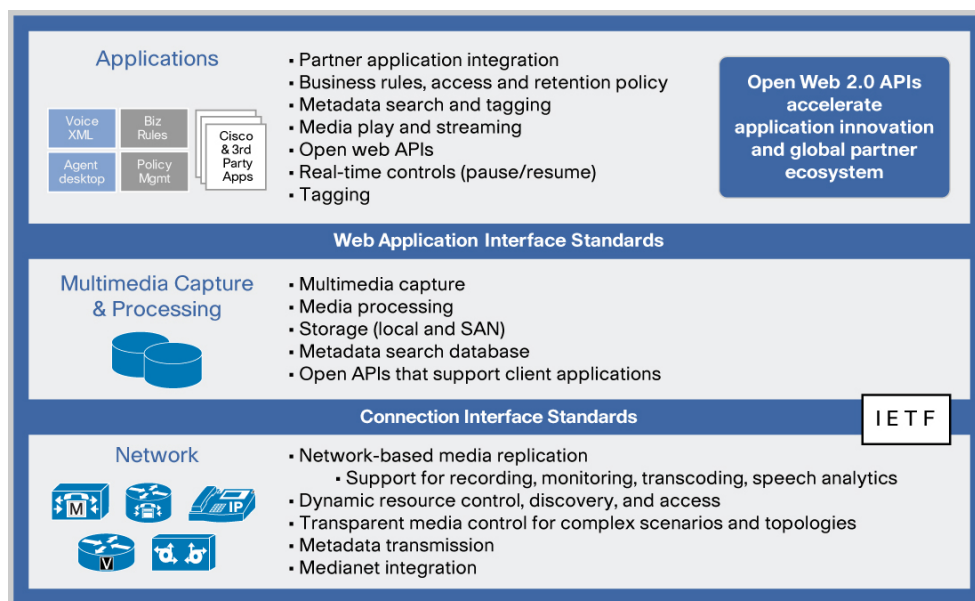 Applications
Voice
XML
Biz
Rules
Agent
desktop
Policy
Mgmt
Cisco
& 3rd
Party
Apps
▪ Partner application integration
▪ Business rules, access and retention policy
▪ Metadata search and tagging
▪ Media play and streaming
▪ Open web APIs
▪ Real-time controls (pause/resume)
▪ Tagging
Open Web 2.0 APIs
accelerate
application innovation
and global partner
ecosystem
Web Application Interface Standards
Multimedia Capture
& Processing
▪ Multimedia capture
▪ Media processing
▪ Storage (local and SAN)
▪ Metadata search database
▪ Open APIs that support client applications
Connection Interface Standards
IETF
Network
M
IP
V
▪ Network-based media replication
▪ Support for recording, monitoring, transcoding, speech analytics
▪ Dynamic resource control, discovery, and access
▪ Transparent media control for complex scenarios and topologies
▪ Metadata transmission
▪ Medianet integration